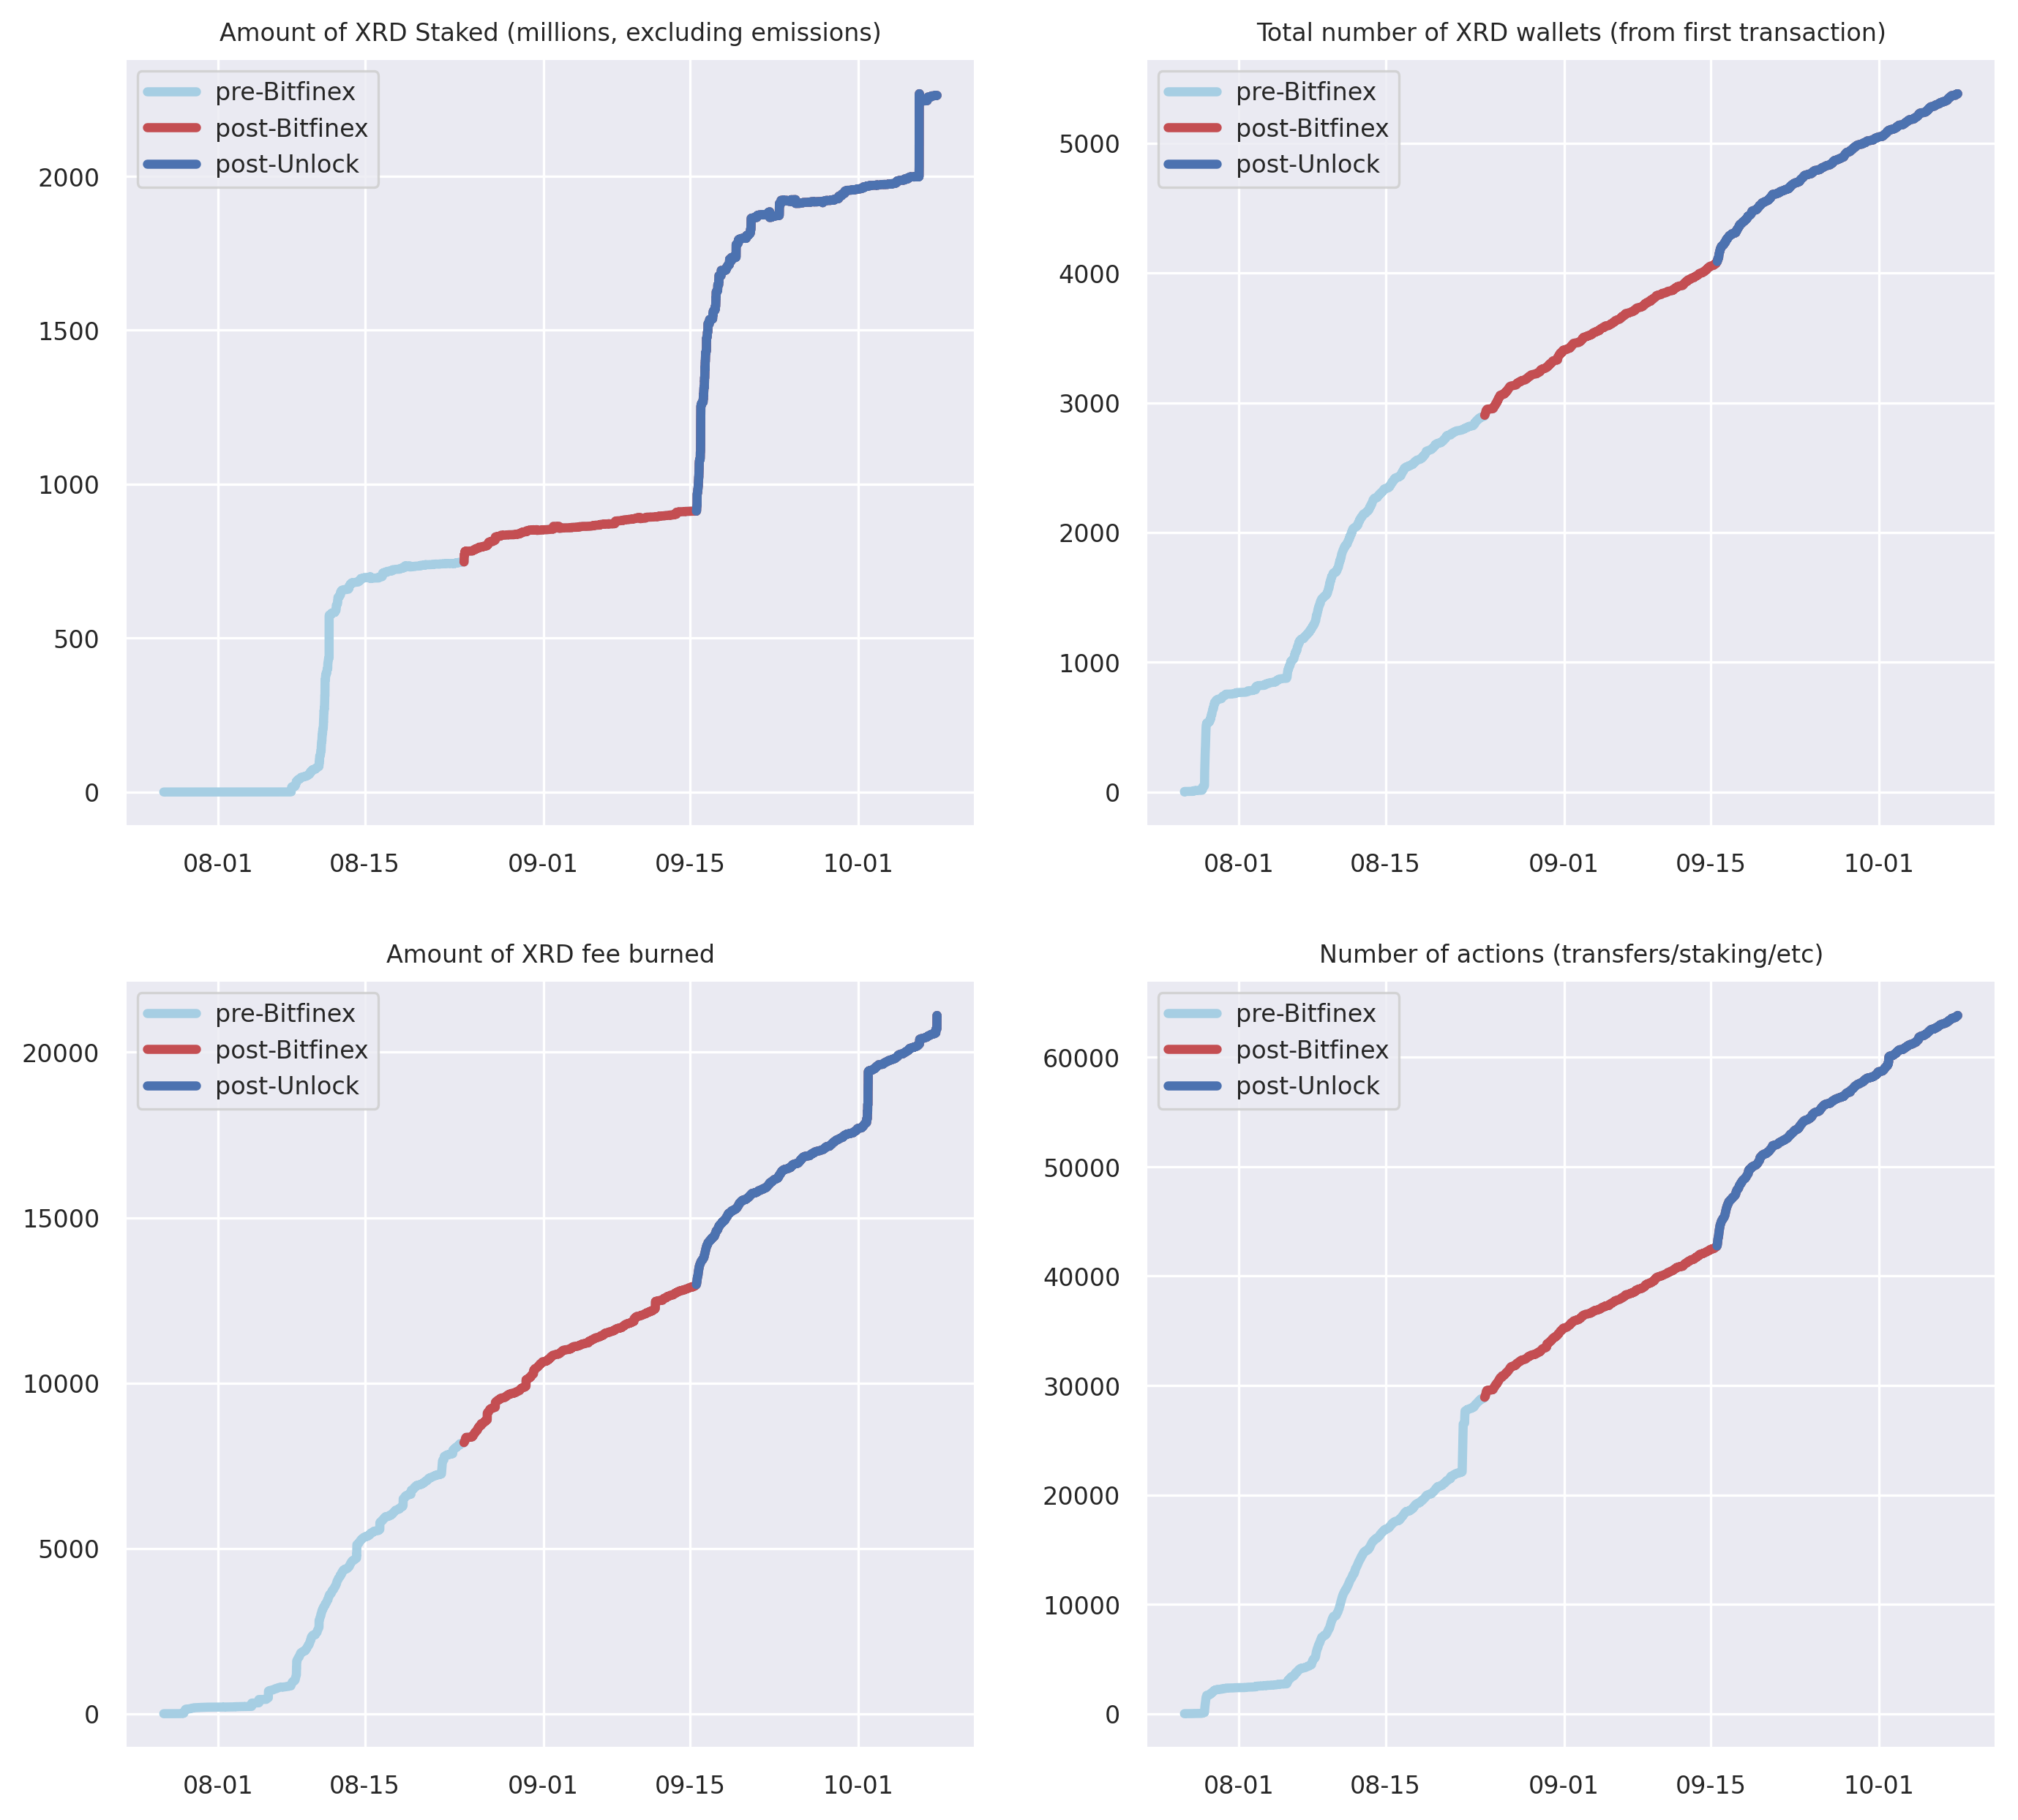 Amount of XRD Staked (millions, excluding emissions)
pre-Bitfinex
post-Bitfinex
post-Unlock
2000
1500
1000
500
0
08-01 08-15 09-01 09-15 10-01
Total number of XRD wallets (from first transaction)
pre-Bitfinex
post-Bitfinex
post-Unlock
5000
4000
3000
2000
1000
0
08-01 08-15 09-01 09-15 10-01
Amount of XRD fee burned
pre-Bitfinex
post-Bitfinex
post-Unlock
20000
15000
10000
5000
0
08-01 08-15 09-01 09-15 10-01
Number of actions (transfers/staking/etc)
pre-Bitfinex
post-Bitfinex
post-Unlock
60000
50000
40000
30000
20000
10000
0
08-01 08-15 09-01 09-15 10-01